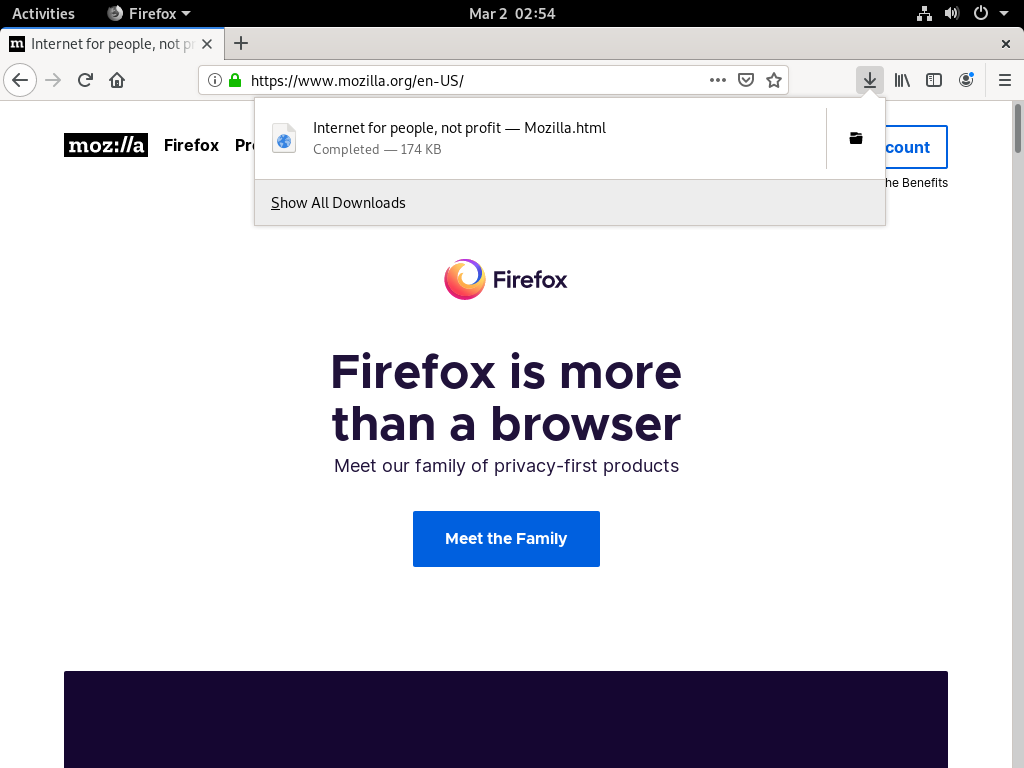 Activities Firefox Mar 2 02:54
Internet for people, not pr
https://www.mozilla.org/en-US/
Internet for people, not profit — Mozilla.html
Completed — 174 KB
Show All Downloads
moz://a Firefox Pr
count
he Benefits
Firefox
Firefox is more
than a browser
Meet our family of privacy-first products
Meet the Family